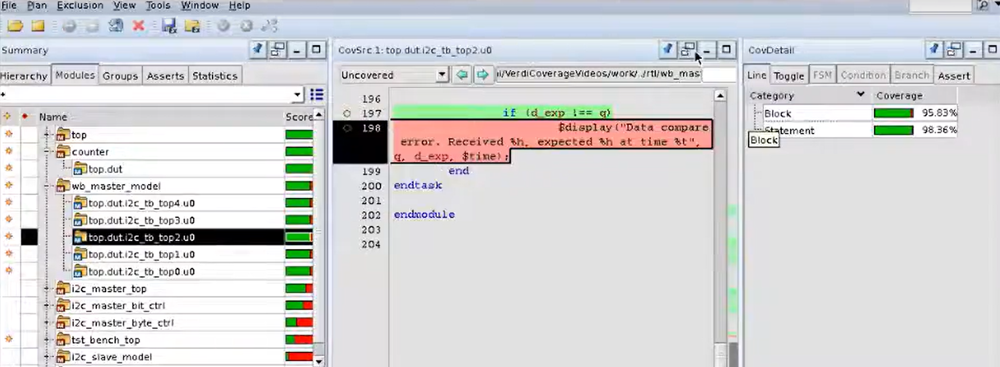 File Plan Exclusion View Tools Window Help
Summary
Hierarchy Modules Groups Asserts Statistics
Name Score
top
counter
top.dut
wb_master_model
top.dut.i2c_tb_top4.u0
top.dut.i2c_tb_top3.u0
top.dut.i2c_tb_top2.u0
top.dut.i2c_tb_top1.u0
top.dut.i2c_tb_top0.u0
i2c_master_top
i2c_master_bit_ctrl
i2c_master_byte_ctrl
tst_bench_top
i2c_slave_model
CovSrc.1: top.dut.i2c_tb_top2.u0
Uncovered
/VerdiCoverageVideos/work/../rtl/wb_mas
196
197 if (d_exp !== q)
198 $display("Data compare
error. Received %h, expected %h at time %t",
q, d_exp, $time);
199 end
200 endtask
201
202 endmodule
203
204
CovDetail
Line Toggle FSM Condition Branch Assert
Category Coverage
Block 95.83%
Statement 98.36%
Block